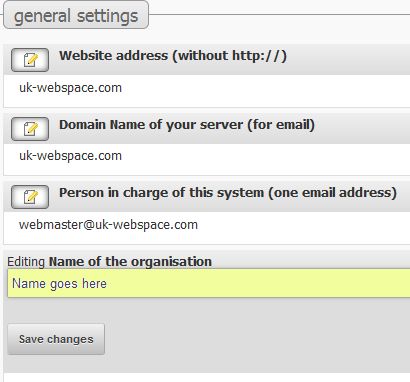 general settings
Website address (without http://)
uk-webspace.com
Domain Name of your server (for email)
uk-webspace.com
Person in charge of this system (one email address)
webmaster@uk-webspace.com
Editing Name of the organisation
Name goes here
Save changes